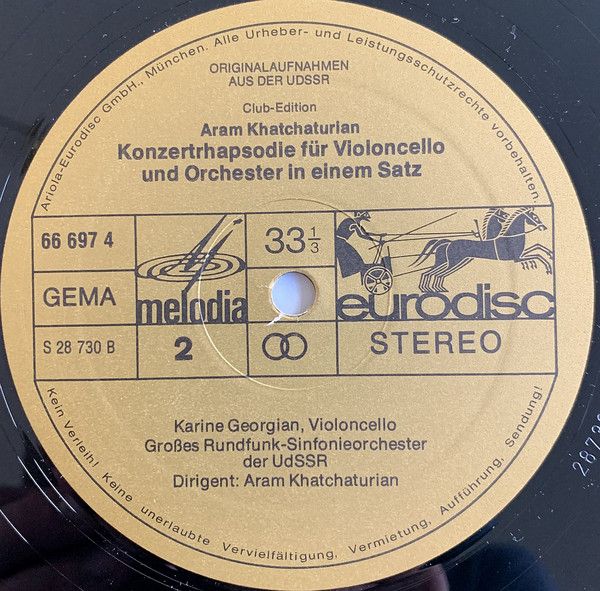 Ariola-Eurodisc GmbH., München. Alle Urheber- und Leistungsschutzrechte vorbehalten.
ORIGINALAUFNAHMEN
AUS DER UDSSR
Club-Edition
Aram Khatchaturian
Konzertrhapsodie für Violoncello
und Orchester in einem Satz
66 697 4
33 1/3
GEMA
melodia
eurodisc
S 28 730 B
2
STEREO
Karine Georgian, Violoncello
Großes Rundfunk-Sinfonieorchester
der UdSSR
Dirigent: Aram Khatchaturian
Kein Verleih! Keine unerlaubte Vervielfältigung, Vermietung, Aufführung, Sendung!